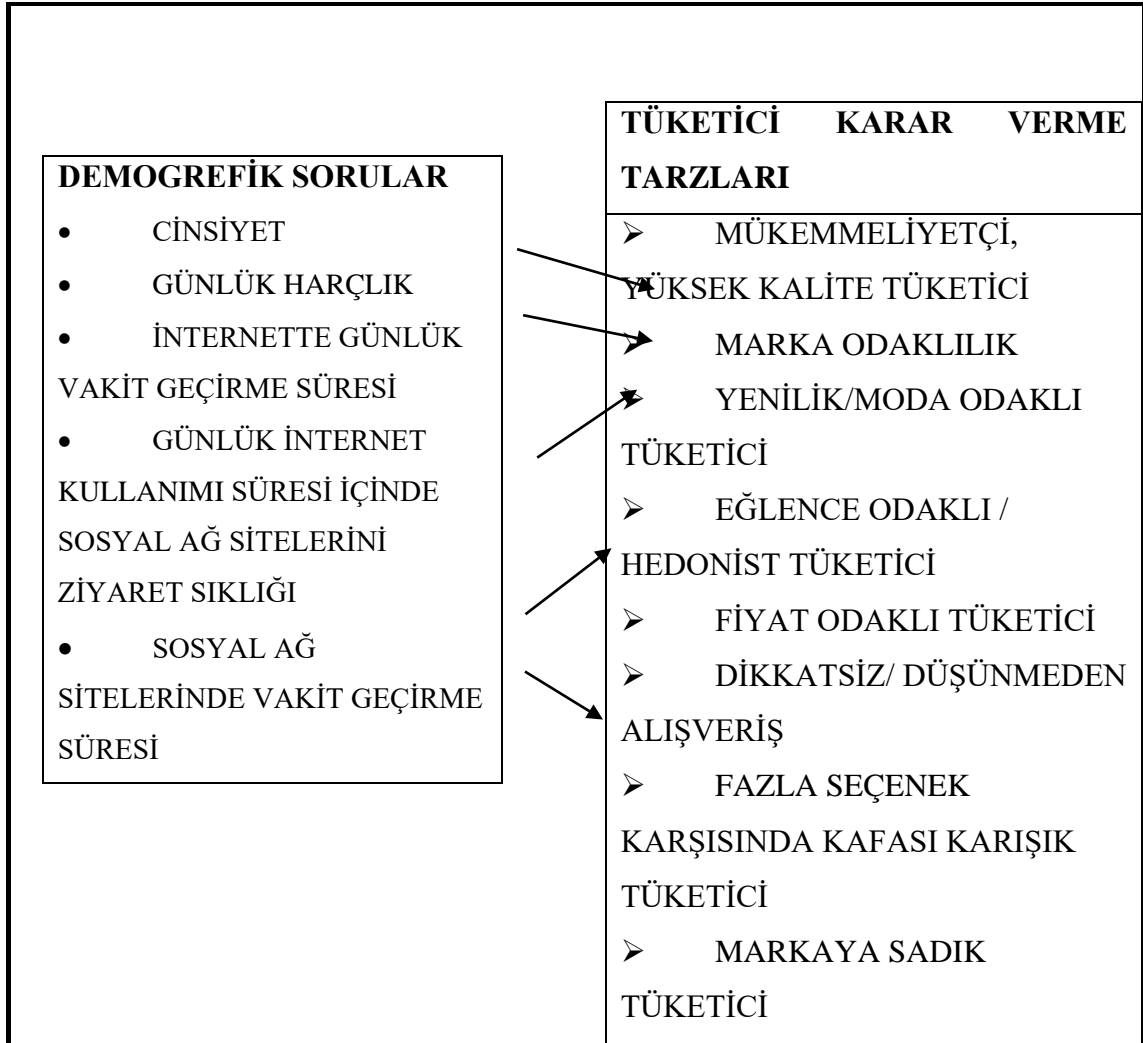 DEMOGREFİK SORULAR
• CİNSİYET
• GÜNLÜK HARÇLIK
• İNTERNETTE GÜNLÜK
VAKİT GEÇİRME SÜRESİ
• GÜNLÜK İNTERNET
KULLANIMI SÜRESİ İÇİNDE
SOSYAL AĞ SİTELERİNİ
ZİYARET SIKLIĞI
• SOSYAL AĞ
SİTELERİNDE VAKİT GEÇİRME
SÜRESİ
TÜKETİCİ KARAR VERME
TARZLARI
➢ MÜKEMMELİYETÇİ,
YÜKSEK KALİTE TÜKETİCİ
➢ MARKA ODAKLILIK
➢ YENİLİK/MODA ODAKLI
TÜKETİCİ
➢ EĞLENCE ODAKLI /
HEDONİST TÜKETİCİ
➢ FİYAT ODAKLI TÜKETİCİ
➢ DİKKATSİZ/ DÜŞÜNMEDEN
ALIŞVERİŞ
➢ FAZLA SEÇENEK
KARŞISINDA KAFASI KARIŞIK
TÜKETİCİ
➢ MARKAYA SADIK
TÜKETİCİ